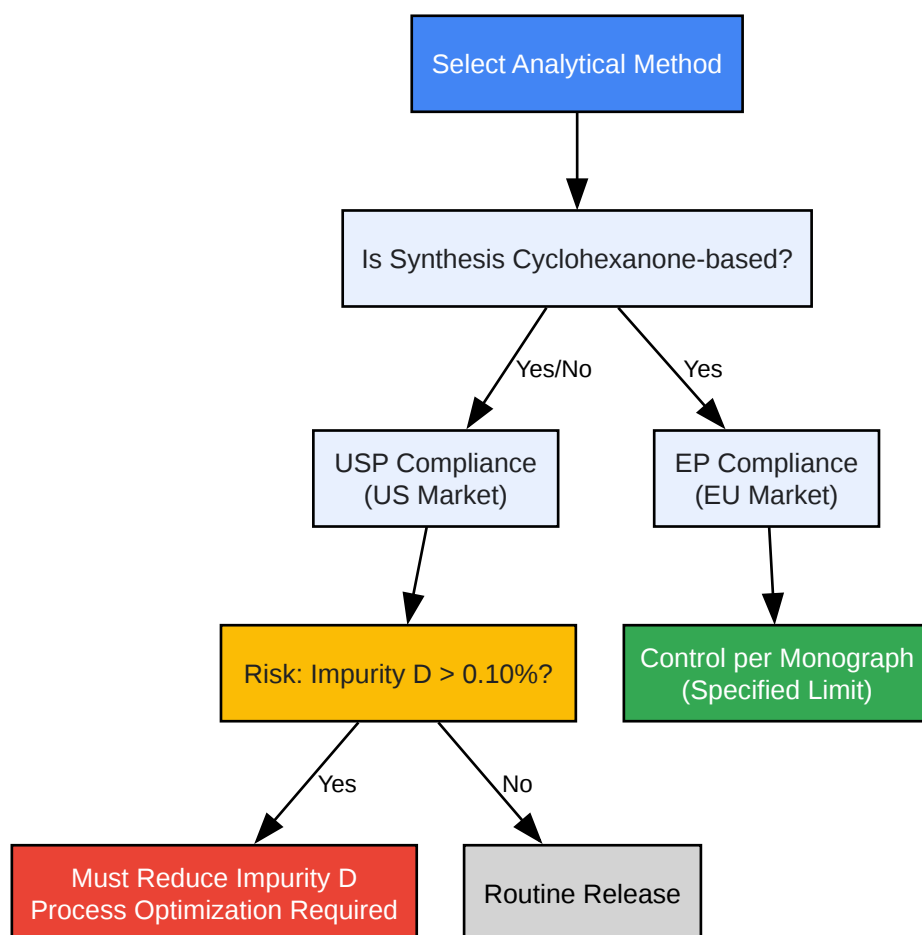 Select Analytical Method
Is Synthesis Cyclohexanone-based?
Yes/No
Yes
USP Compliance
(US Market)
EP Compliance
(EU Market)
Risk: Impurity D > 0.10%?
Control per Monograph
(Specified Limit)
Yes
No
Must Reduce Impurity D
Process Optimization Required
Routine Release